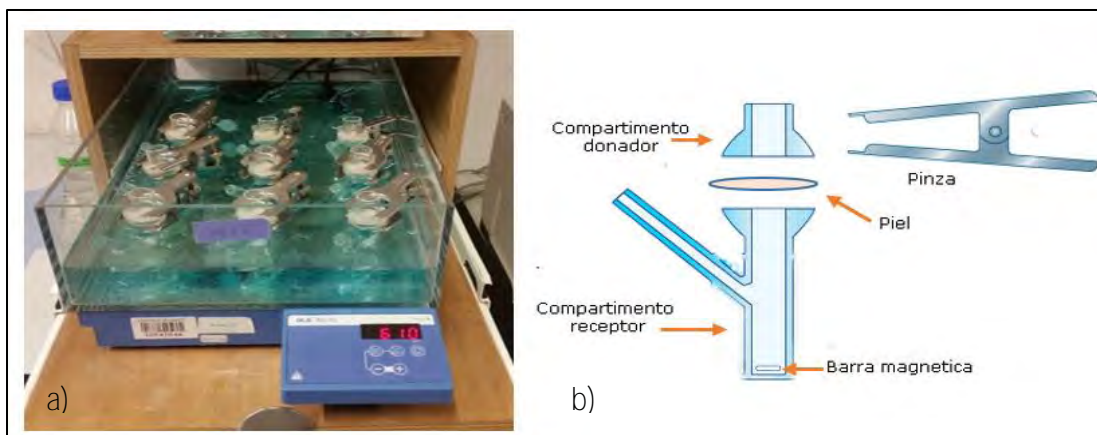 Compartimento
donador
Pinza
Piel
Compartimento
receptor
Barra magnetica
610
a)
b)